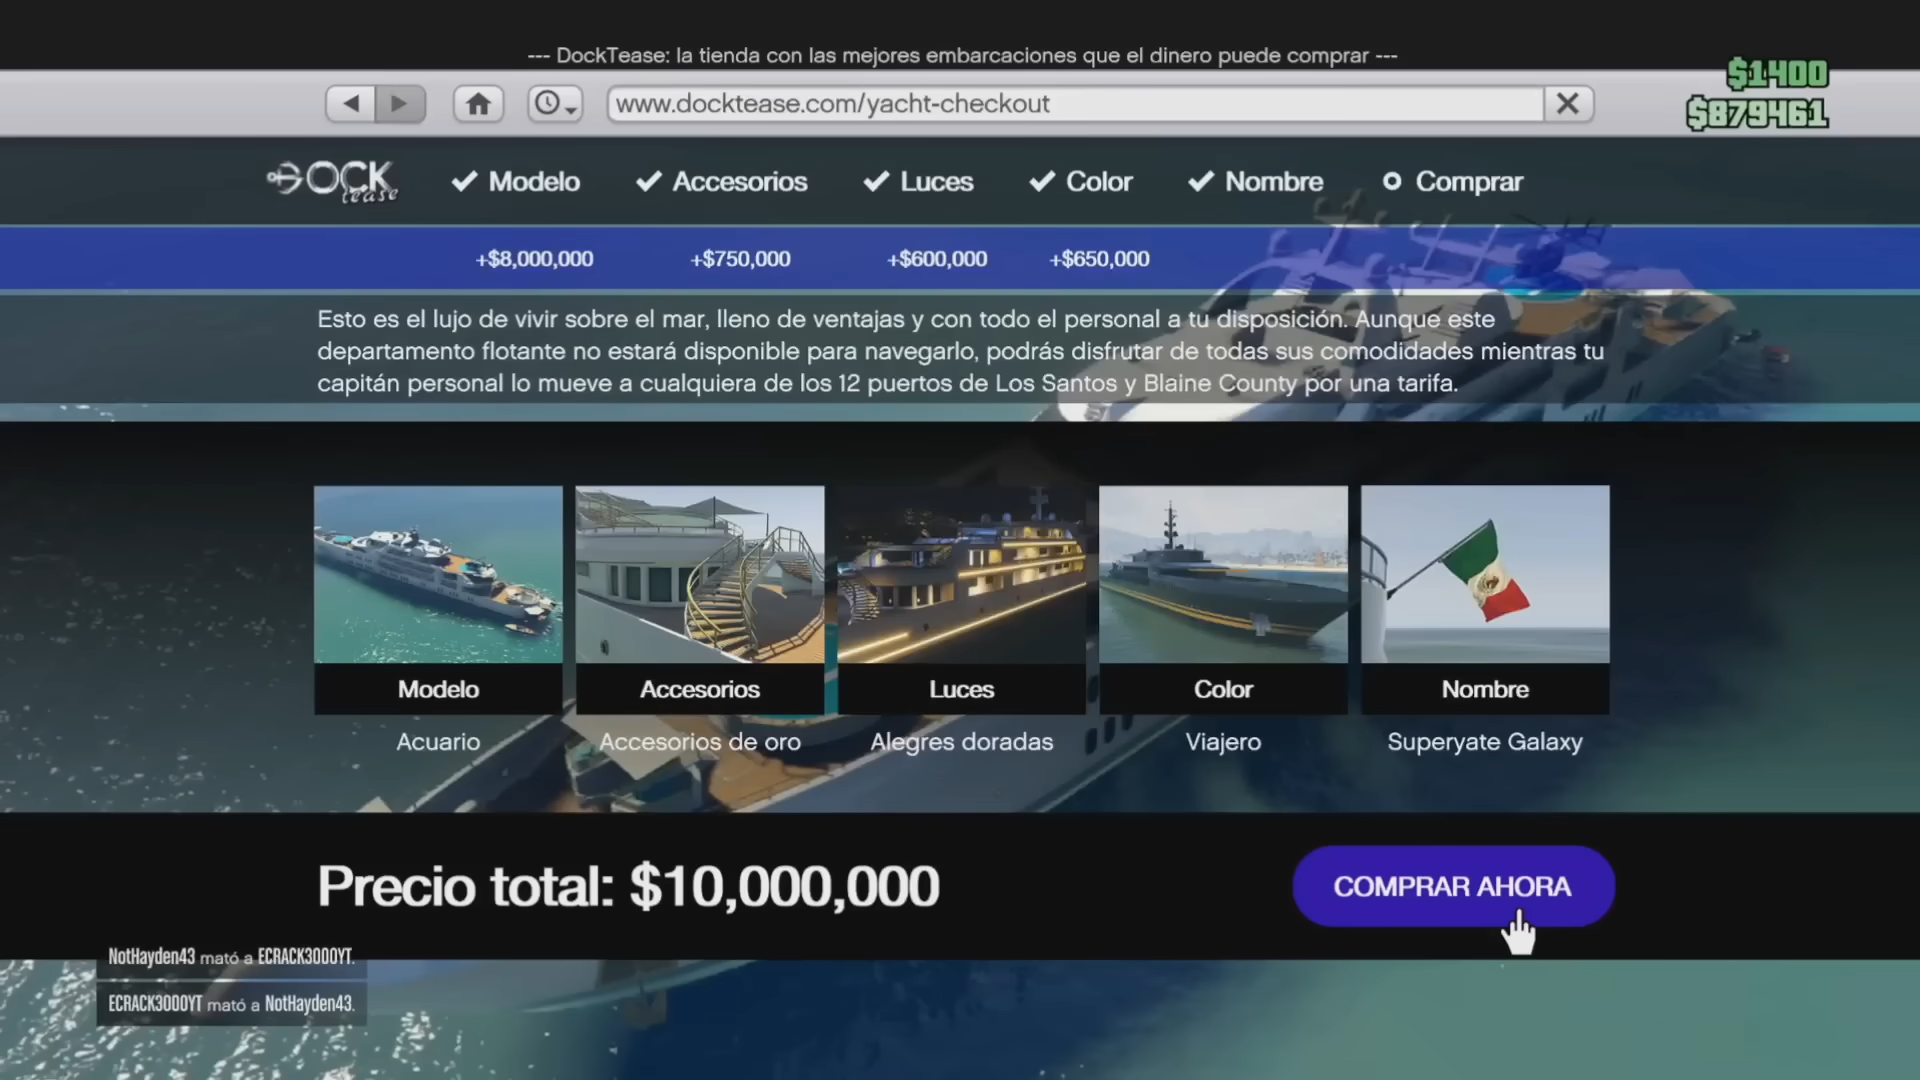 --- DockTease: la tienda con las mejores embarcaciones que el dinero puede comprar ---
$1400
www.docktease.com/yacht-checkout
$879461
DOCK tease
Modelo
Accesorios
Luces
Color
Nombre
Comprar
+$8,000,000
+$750,000
+$600,000
+$650,000
Esto es el lujo de vivir sobre el mar, lleno de ventajas y con todo el personal a tu disposición. Aunque este
departamento flotante no estará disponible para navegarlo, podrás disfrutar de todas sus comodidades mientras tu
capitán personal lo mueve a cualquiera de los 12 puertos de Los Santos y Blaine County por una tarifa.
Modelo
Accesorios
Luces
Color
Nombre
Acuario
Accesorios de oro
Alegres doradas
Viajero
Superyate Galaxy
Precio total: $10,000,000
COMPRAR AHORA
NotHayden43 mató a ECRACK3000YT.
ECRACK3000YT mató a NotHayden43.